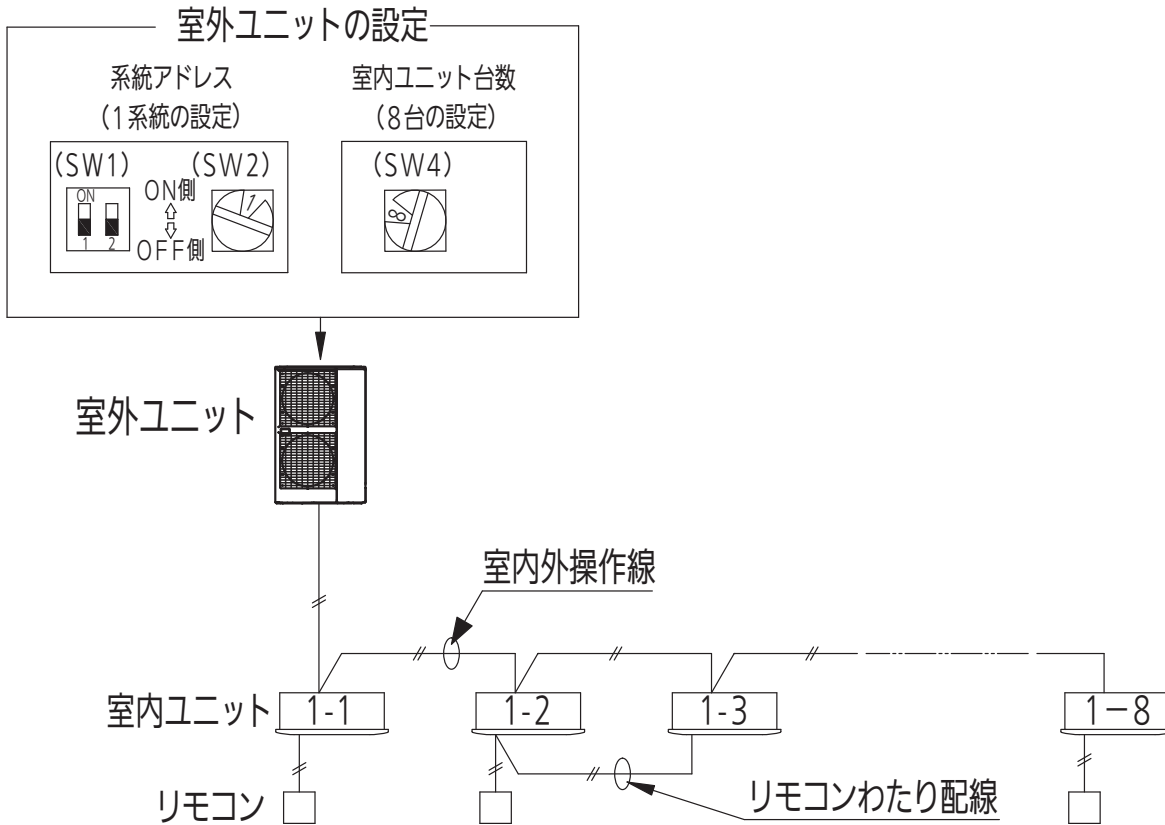 室外ユニットの設定
系統アドレス
(1系統の設定)
室内ユニット台数
(8台の設定)
(SW1)
(SW2)
ON
1 2
ON側
OFF側
1
(SW4)
8
室外ユニット
室内外操作線
室内ユニット
1-1
1-2
1-3
1−8
リモコン
リモコンわたり配線